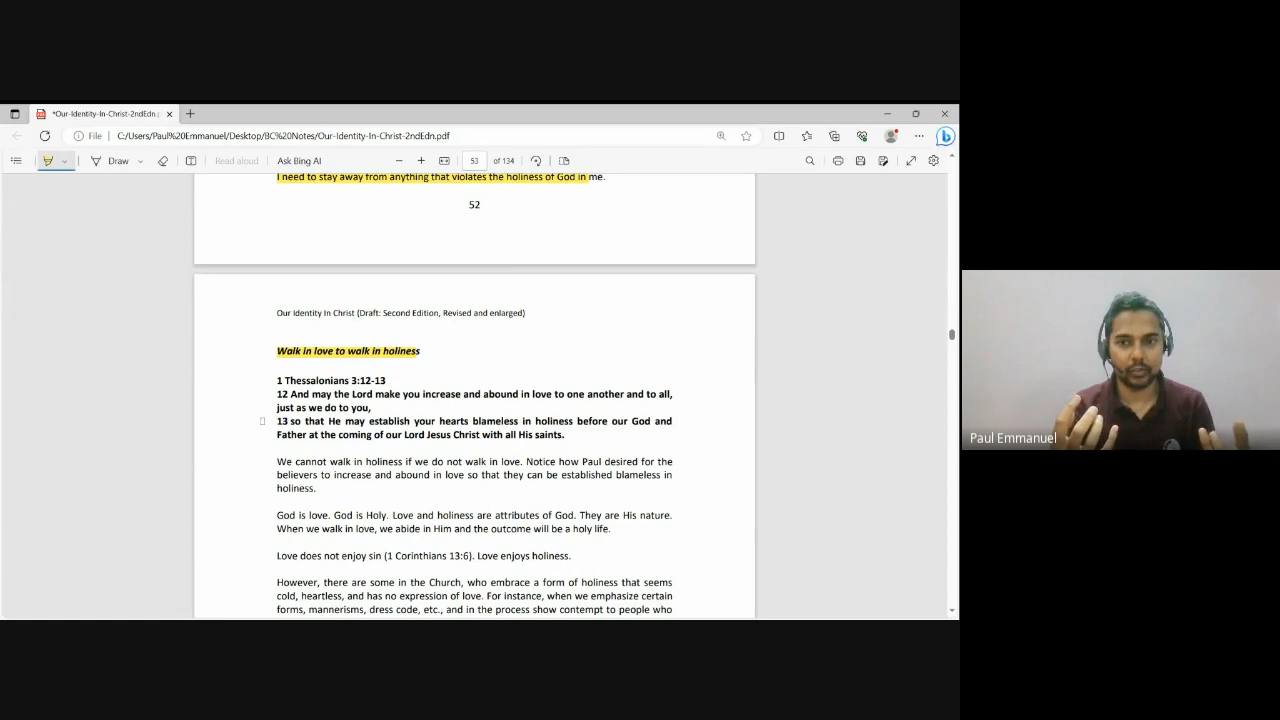 *Our-Identity-In-Christ-2ndEdn.p
File
C:/Users/Paul%20Emmanuel/Desktop/BC%20Notes/Our-Identity-In-Christ-2ndEdn.pdf
Draw
Read aloud
Ask Bing AI
53
of 134
I need to stay away from anything that violates the holiness of God in me.
52
Our Identity In Christ (Draft: Second Edition, Revised and enlarged)
Walk in love to walk in holiness
1 Thessalonians 3:12-13
12 And may the Lord make you increase and abound in love to one another and to all,
just as we do to you,
13 so that He may establish your hearts blameless in holiness before our God and
Father at the coming of our Lord Jesus Christ with all His saints.
We cannot walk in holiness if we do not walk in love. Notice how Paul desired for the
believers to increase and abound in love so that they can be established blameless in
holiness.
God is love. God is Holy. Love and holiness are attributes of God. They are His nature.
When we walk in love, we abide in Him and the outcome will be a holy life.
Love does not enjoy sin (1 Corinthians 13:6). Love enjoys holiness.
However, there are some in the Church, who embrace a form of holiness that seems
cold, heartless, and has no expression of love. For instance, when we emphasize certain
forms, mannerisms, dress code, etc., and in the process show contempt to people who
Paul Emmanuel